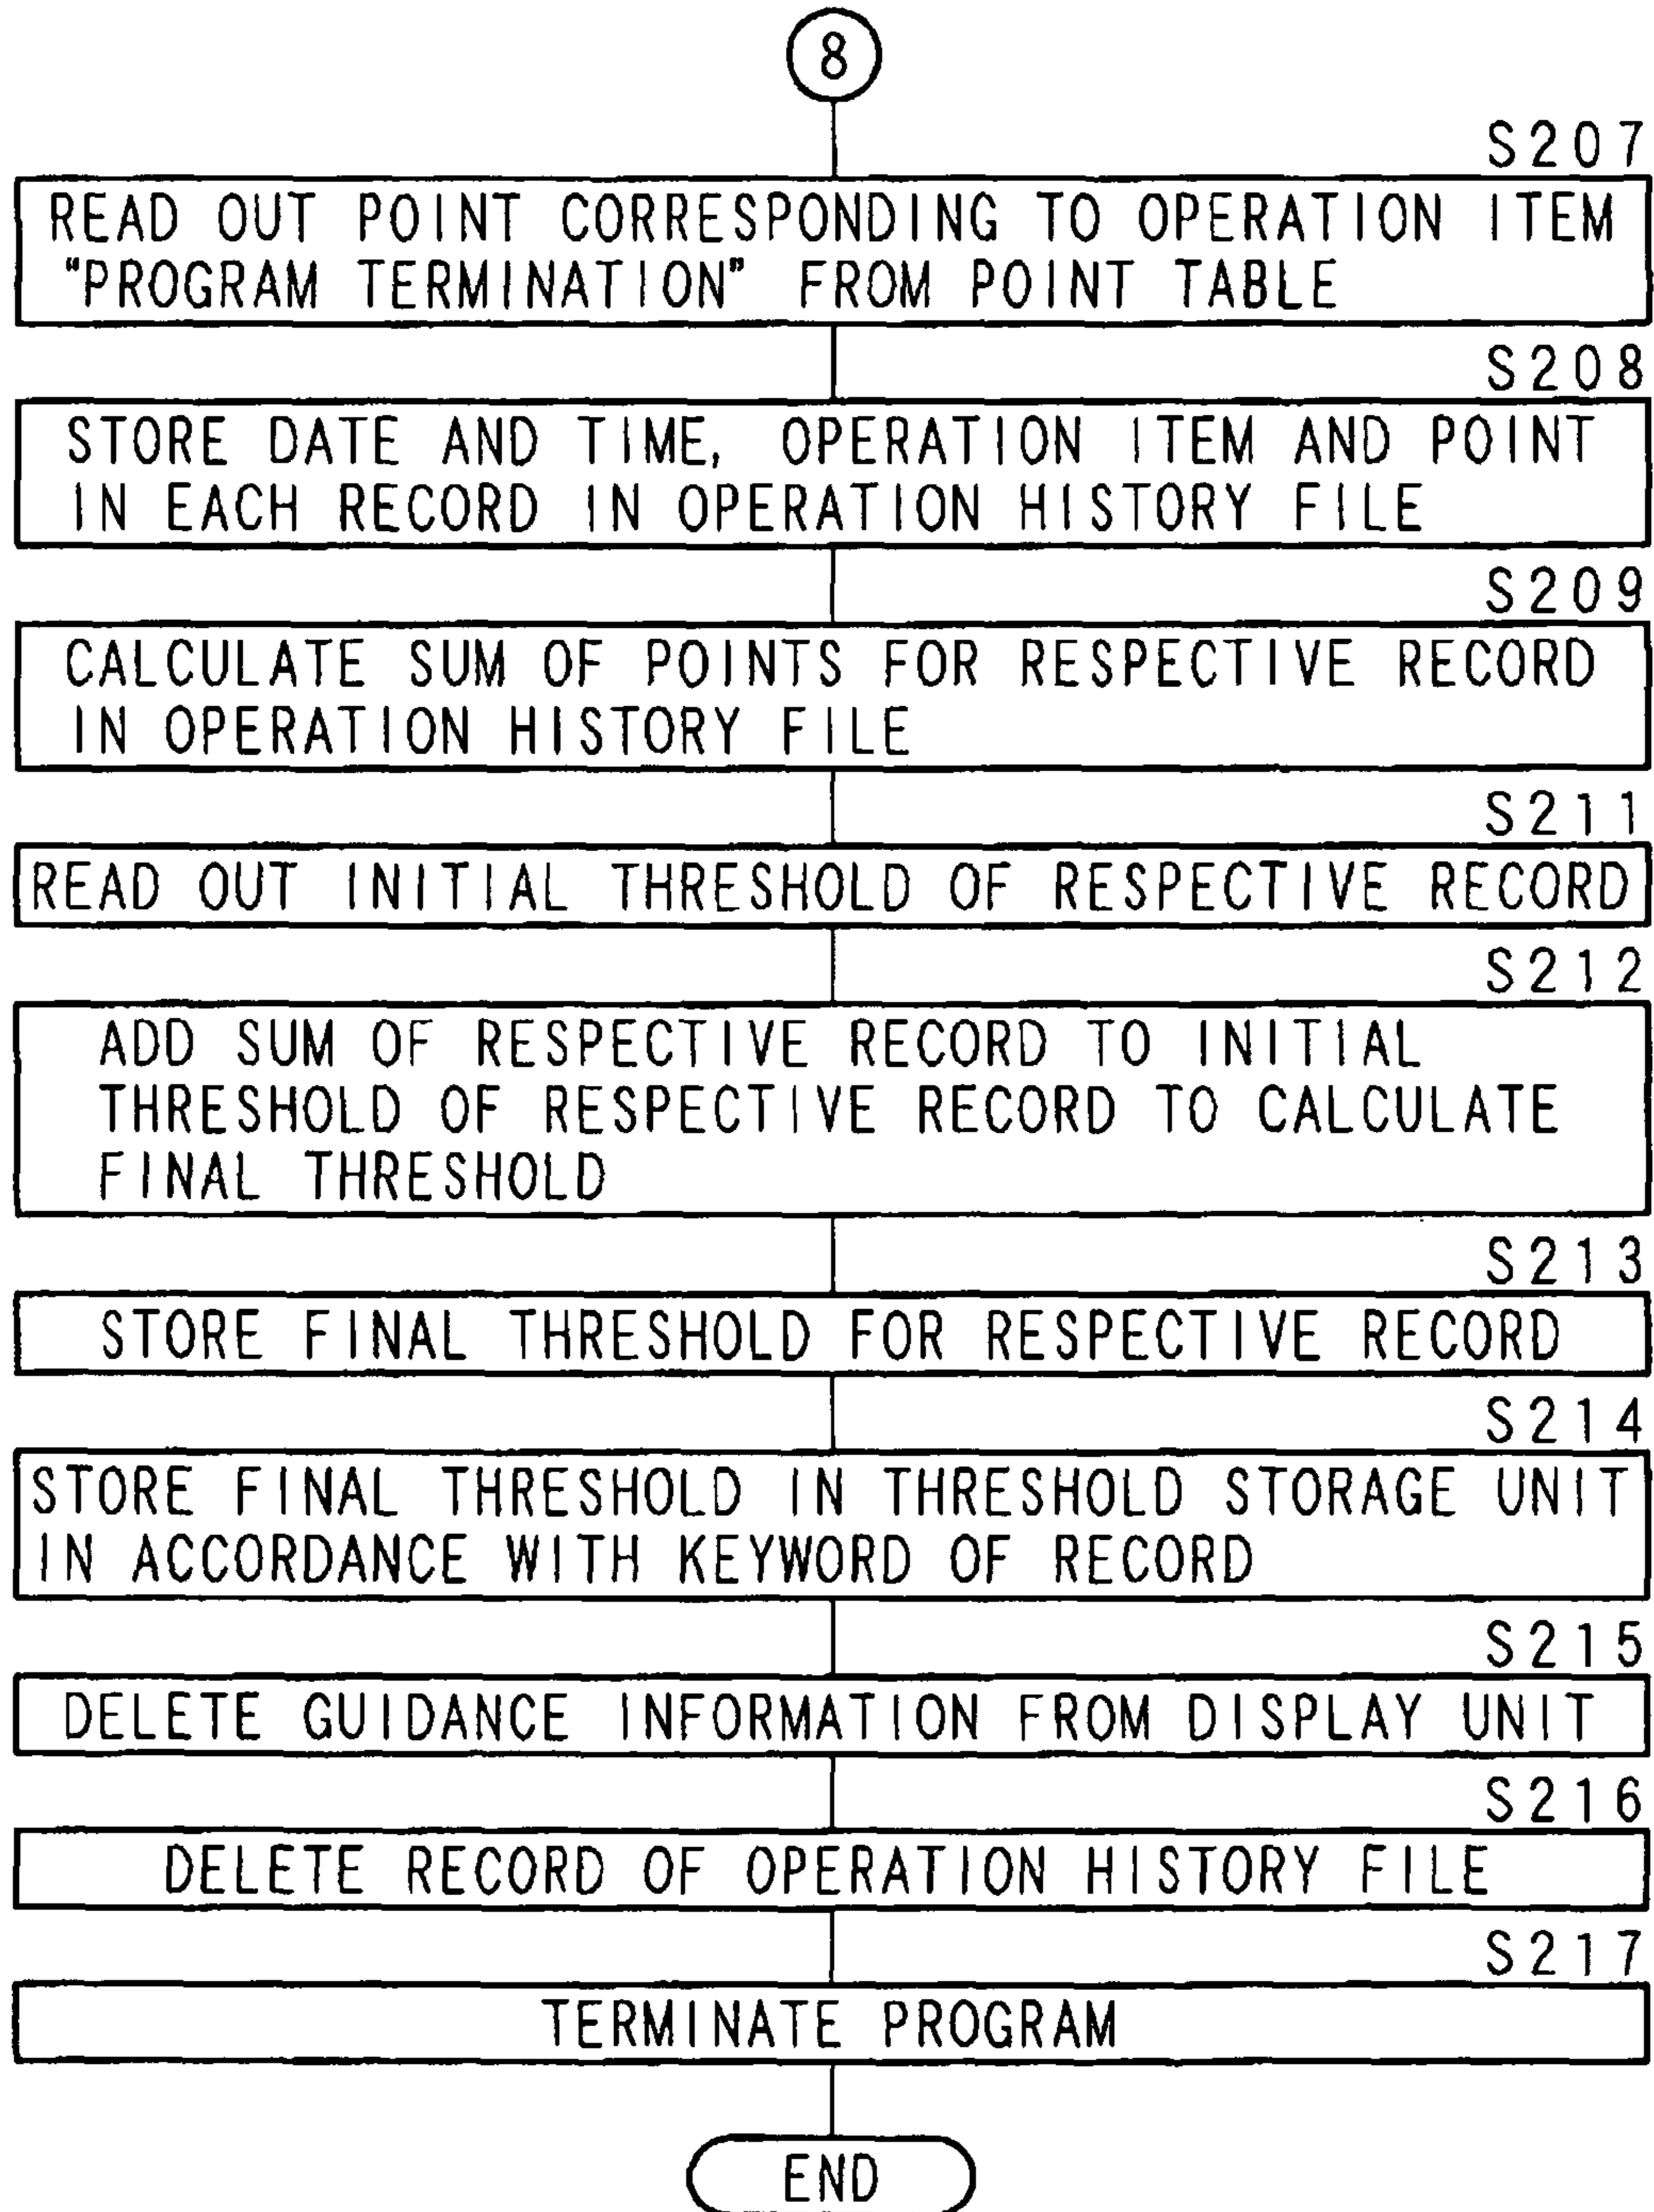 8
S207
READ OUT POINT CORRESPONDING TO OPERATION ITEM
"PROGRAM TERMINATION" FROM POINT TABLE
S208
STORE DATE AND TIME, OPERATION ITEM AND POINT
IN EACH RECORD IN OPERATION HISTORY FILE
S209
CALCULATE SUM OF POINTS FOR RESPECTIVE RECORD
IN OPERATION HISTORY FILE
S211
READ OUT INITIAL THRESHOLD OF RESPECTIVE RECORD
S212
ADD SUM OF RESPECTIVE RECORD TO INITIAL
THRESHOLD OF RESPECTIVE RECORD TO CALCULATE
FINAL THRESHOLD
S213
STORE FINAL THRESHOLD FOR RESPECTIVE RECORD
S214
STORE FINAL THRESHOLD IN THRESHOLD STORAGE UNIT
IN ACCORDANCE WITH KEYWORD OF RECORD
S215
DELETE GUIDANCE INFORMATION FROM DISPLAY UNIT
S216
DELETE RECORD OF OPERATION HISTORY FILE
S217
TERMINATE PROGRAM
END